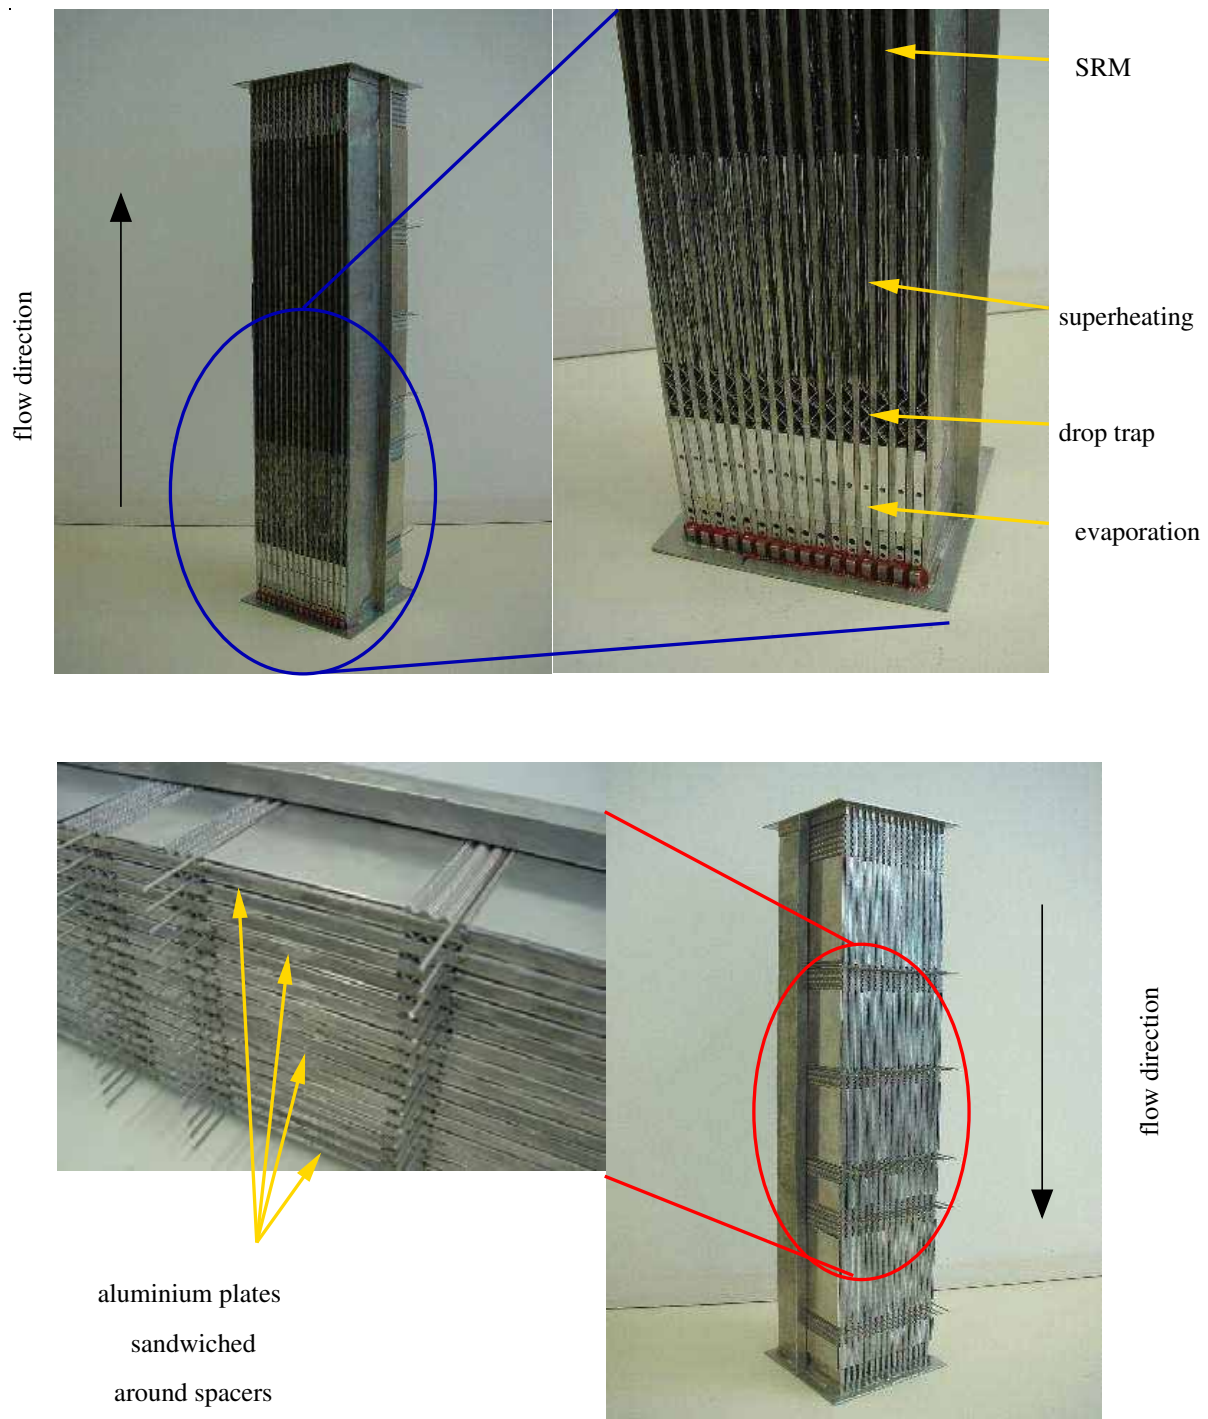 SRM
flow direction
superheating
drop trap
evaporation
flow direction
aluminium plates
sandwiched
around spacers